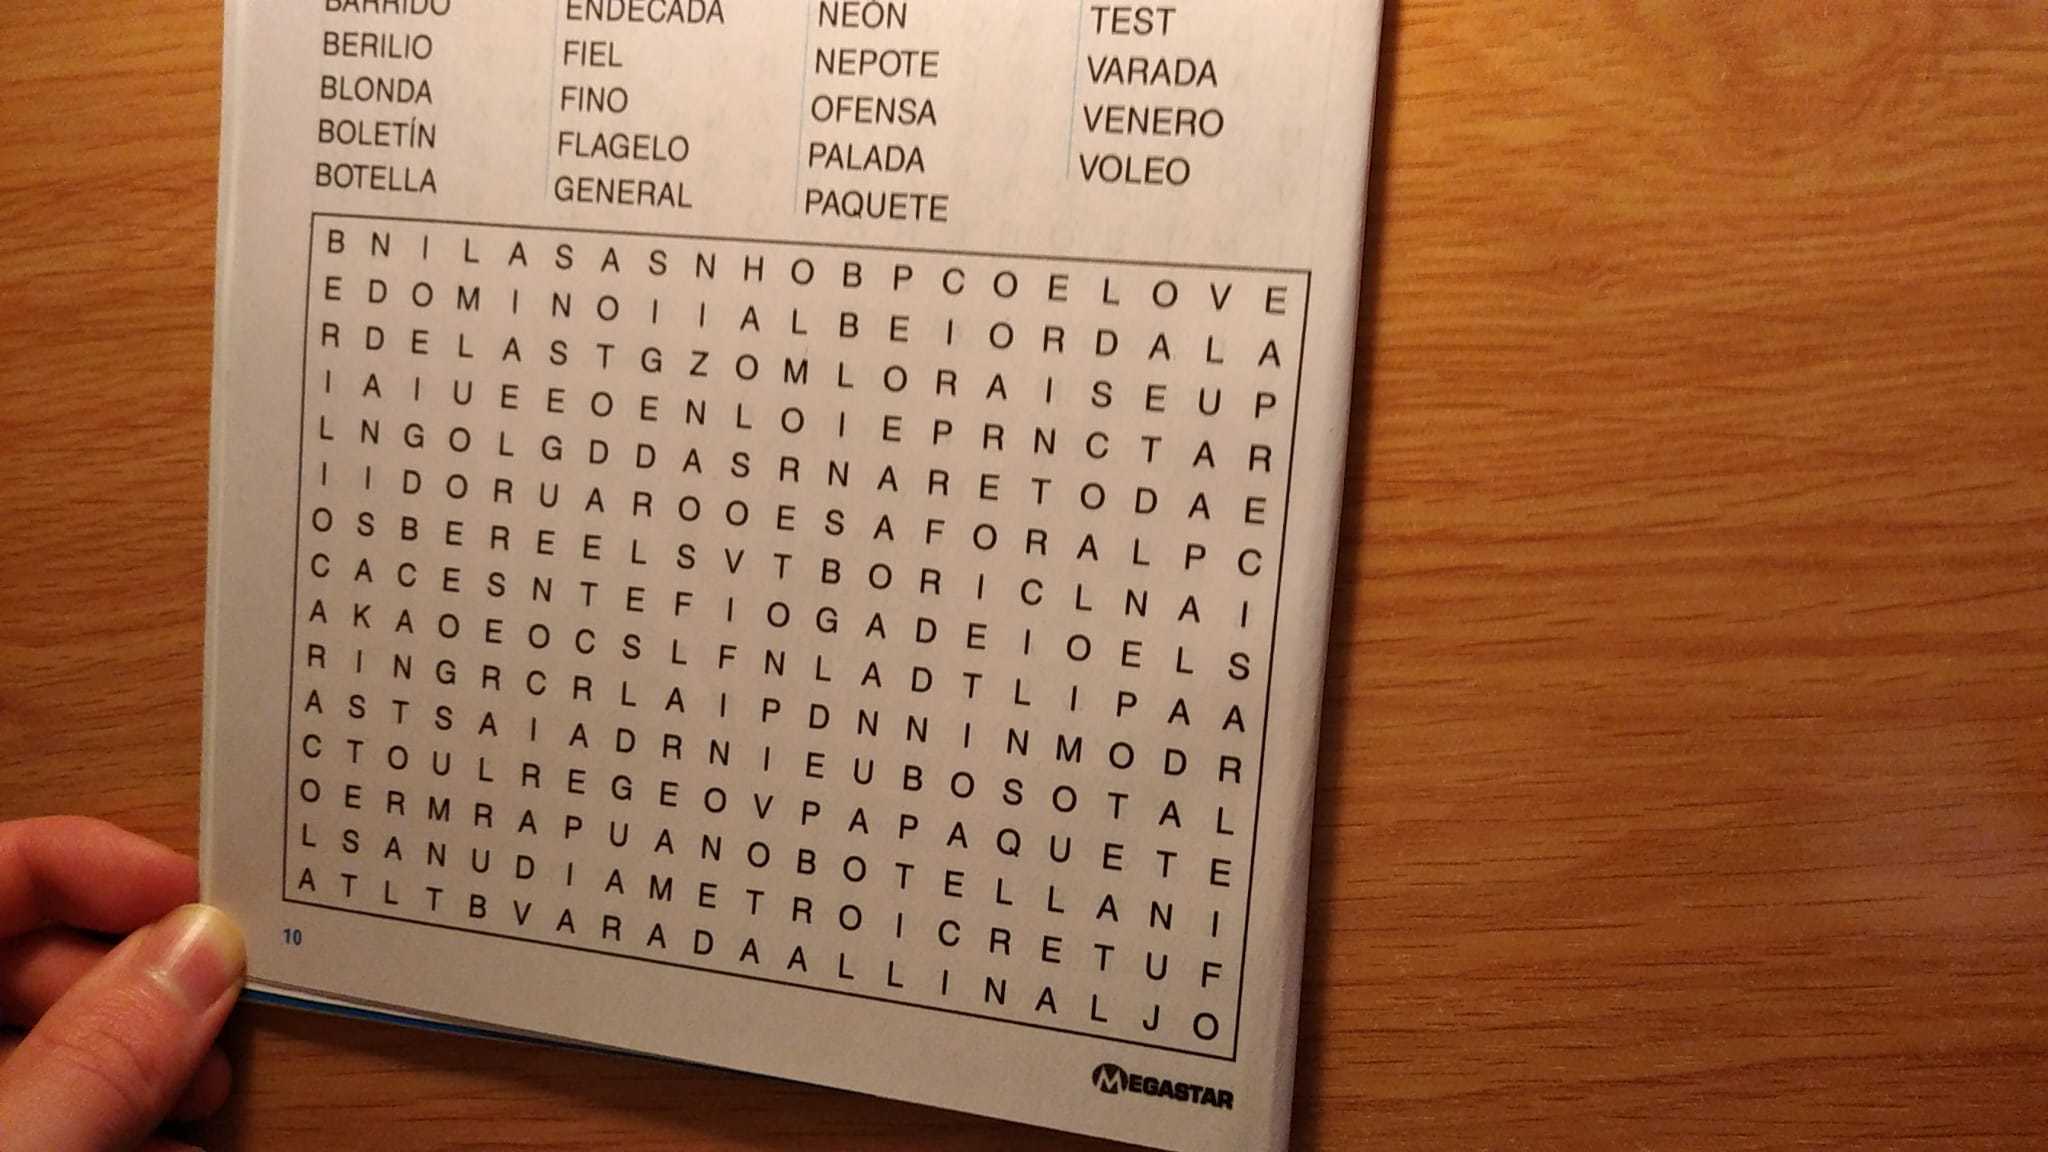 BARRIDO ENDECADA NEÓN TEST
BERILIO FIEL NEPOTE VARADA
BLONDA FINO OFENSA VENERO
BOLETÍN FLAGELO PALADA VOLEO
BOTELLA GENERAL PAQUETE
B N I L A S A S N H O B P C O E L O V E
E D O M I N O I I A L B E I O R D A L A
R D E L A S T G Z O M L O R A I S E U P
I A I U E E O E N L O I E P R N C T A R
L N G O L G D D A S R N A R E T O D A E
I I D O R U A R O O E S A F O R A L P C
O S B E R E E L S V T B O R I C L N A I
C A C E S N T E F I O G A D E I O E L S
A K A O E O C S L F N L A D T L I P A A
R I N G R C R L A I P D N N I N M O D R
A S T S A I A D R N I E U B O S O T A L
C T O U L R E G E O V P A P A Q U E T E
O E R M R A P U A N O B O T E L L A N I
L S A N U D I A M E T R O I C R E T U F
A T L T B V A R A D A A L L I N A L J O
10
MEGASTAR